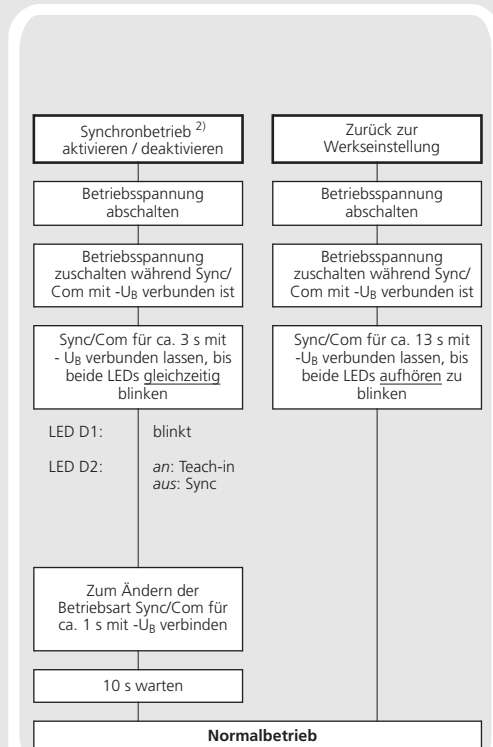 Synchronbetrieb 2)
aktivieren / deaktivieren
Betriebsspannung
abschalten
Betriebsspannung
zuschalten während Sync/
Com mit -UB verbunden ist
Sync/Com für ca. 3 s mit
- UB verbunden lassen, bis
beide LEDs gleichzeitig
blinken
LED D1: blinkt
LED D2: an: Teach-in
aus: Sync
Zum Ändern der
Betriebsart Sync/Com für
ca. 1 s mit -UB verbinden
10 s warten
Zurück zur
Werkseinstellung
Betriebsspannung
abschalten
Betriebsspannung
zuschalten während Sync/
Com mit -UB verbunden ist
Sync/Com für ca. 13 s mit
-UB verbunden lassen, bis
beide LEDs aufhören zu
blinken
Normalbetrieb